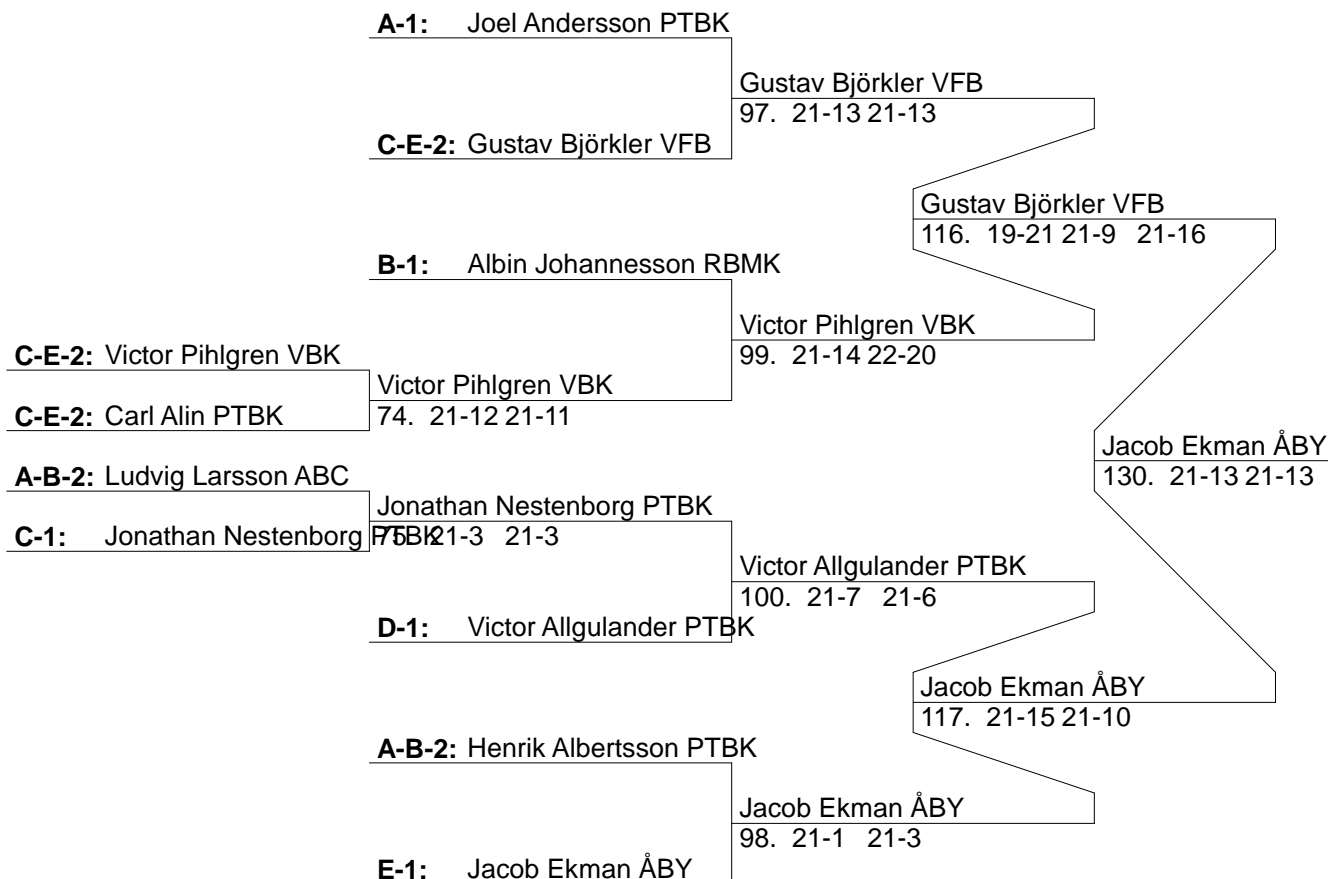 A-1: Joel Andersson PTBK
Gustav Björkler VFB
97. 21-13 21-13
C-E-2: Gustav Björkler VFB
Gustav Björkler VFB
116. 19-21 21-9 21-16
B-1: Albin Johannesson RBMK
Victor Pihlgren VBK
99. 21-14 22-20
C-E-2: Victor Pihlgren VBK
Victor Pihlgren VBK
74. 21-12 21-11
C-E-2: Carl Alin PTBK
Jacob Ekman ÅBY
130. 21-13 21-13
A-B-2: Ludvig Larsson ABC
Jonathan Nestenborg PTBK
75. 21-3 21-3
C-1: Jonathan Nestenborg PTBK
Victor Allgulander PTBK
100. 21-7 21-6
D-1: Victor Allgulander PTBK
Jacob Ekman ÅBY
117. 21-15 21-10
A-B-2: Henrik Albertsson PTBK
Jacob Ekman ÅBY
98. 21-1 21-3
E-1: Jacob Ekman ÅBY